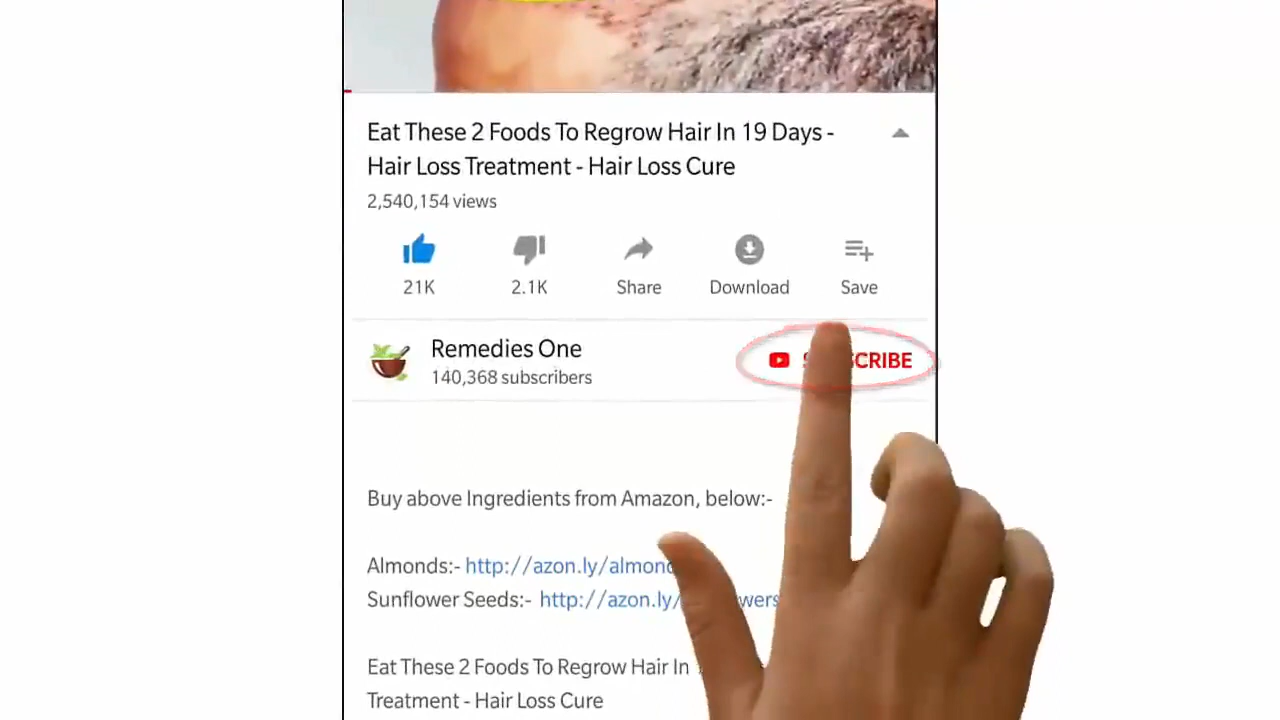 Eat These 2 Foods To Regrow Hair In 19 Days -
Hair Loss Treatment - Hair Loss Cure
2,540,154 views
21K
2.1K
Share
Download
Save
Remedies One
140,368 subscribers
Buy above Ingredients from Amazon, below:-
Almonds:- http://azon.ly/almond
Sunflower Seeds:- http://azon.ly/
Eat These 2 Foods To Regrow Hair In
Treatment - Hair Loss Cure